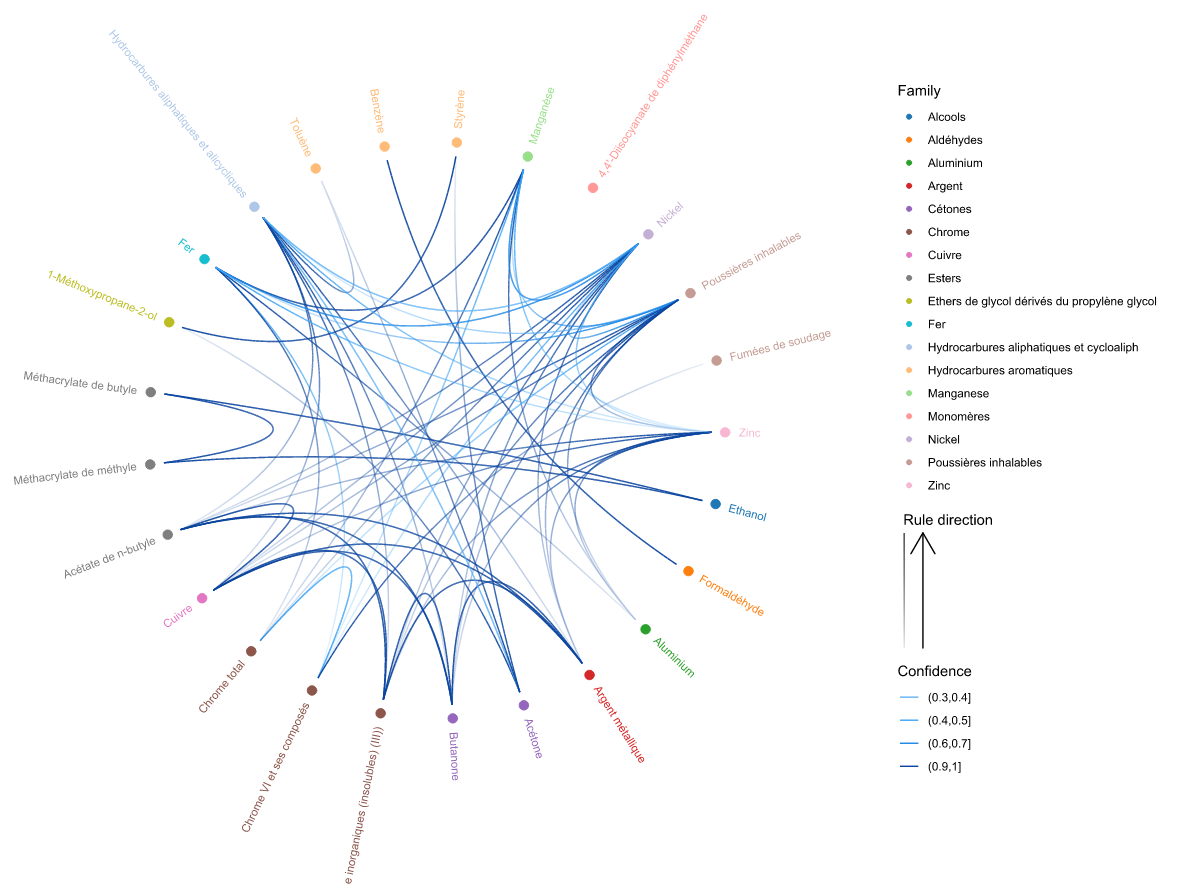 Hydrocarbures aliphatiques et alicycliques
Toluène
Benzène
Styrène
Manganèse
4,4'-Diisocyanate de diphénylméthane
Nickel
Poussières inhalables
Fumées de soudage
Zinc
Ethanol
Formaldéhyde
Aluminium
Argent métallique
Acétone
Butanone
e inorganiques (insolubles) (III))
Chrome VI et ses composés
Chrome total
Cuivre
Acétate de n-butyle
Méthacrylate de méthyle
Méthacrylate de butyle
1-Méthoxypropane-2-ol
Fer
Family
Alcools
Aldéhydes
Aluminium
Argent
Cétones
Chrome
Cuivre
Esters
Ethers de glycol dérivés du propylène glycol
Fer
Hydrocarbures aliphatiques et cycloaliph
Hydrocarbures aromatiques
Manganese
Monomères
Nickel
Poussières inhalables
Zinc
Rule direction
Confidence
(0.3,0.4]
(0.4,0.5]
(0.6,0.7]
(0.9,1]